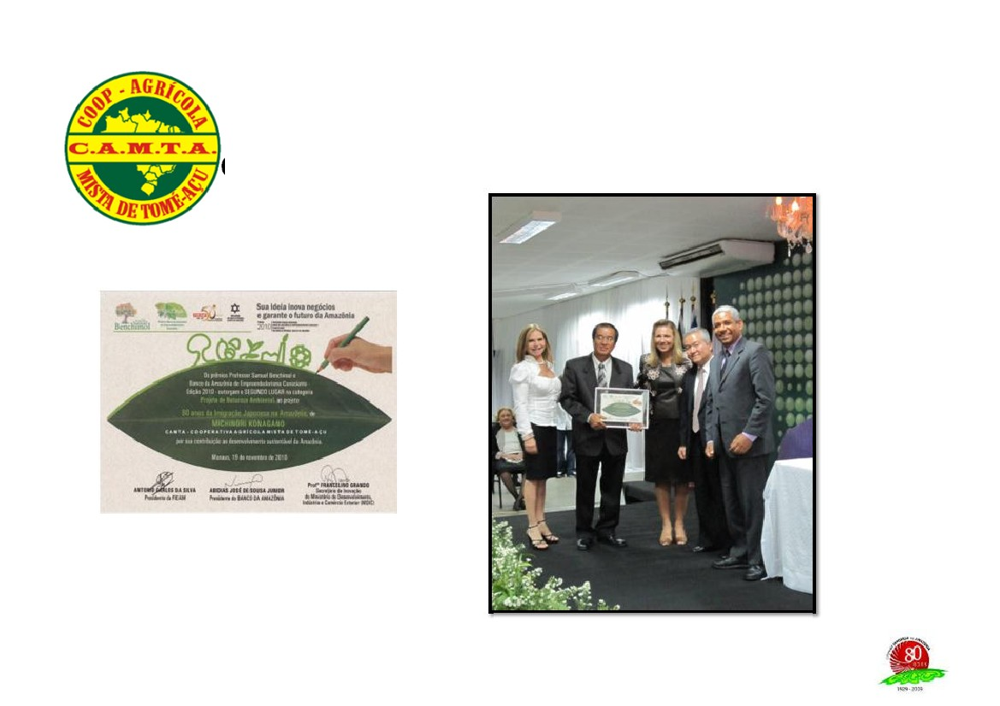 COOP - AGRÍCOLA
C.A.M.T.A.
MISTA DE TOMÉ-AÇU
Benchimol
Sua ideia inova negócios
e garante o futuro da Amazônia
2010
Os prêmios Professor Samuel Benchimol e
Banco da Amazônia de Empreendedorismo Consciente
Edição 2010 - outorgam o SEGUNDO LUGAR na categoria
Projeto de Natureza Ambiental, ao projeto
80 anos da Imigração Japonesa na Amazônia, de
MICHINORI KONAGANO
CAMTA - COOPERATIVA AGRÍCOLA MISTA DE TOMÉ-AÇU
por sua contribuição ao desenvolvimento sustentável da Amazônia.
Manaus, 19 de novembro de 2010
ANTONIO CARLOS DA SILVA
Presidente da FIEAM
ABIDIAS JOSÉ DE SOUSA JUNIOR
Presidente do BANCO DA AMAZÔNIA
Profº FRANCELINO GRANDO
Secretário de Inovação
do Ministério do Desenvolvimento,
Indústria e Comércio Exterior (MDIC)
80
1929 - 2009